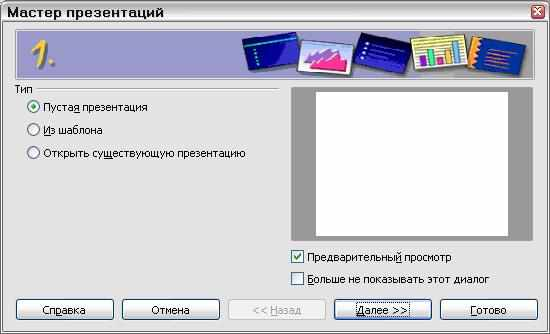 Мастер презентаций
1.
Тип
Пустая презентация
Из шаблона
Открыть существующую презентацию
Предварительный просмотр
Больше не показывать этот диалог
Справка
Отмена
<< Назад
Далее >>
Готово